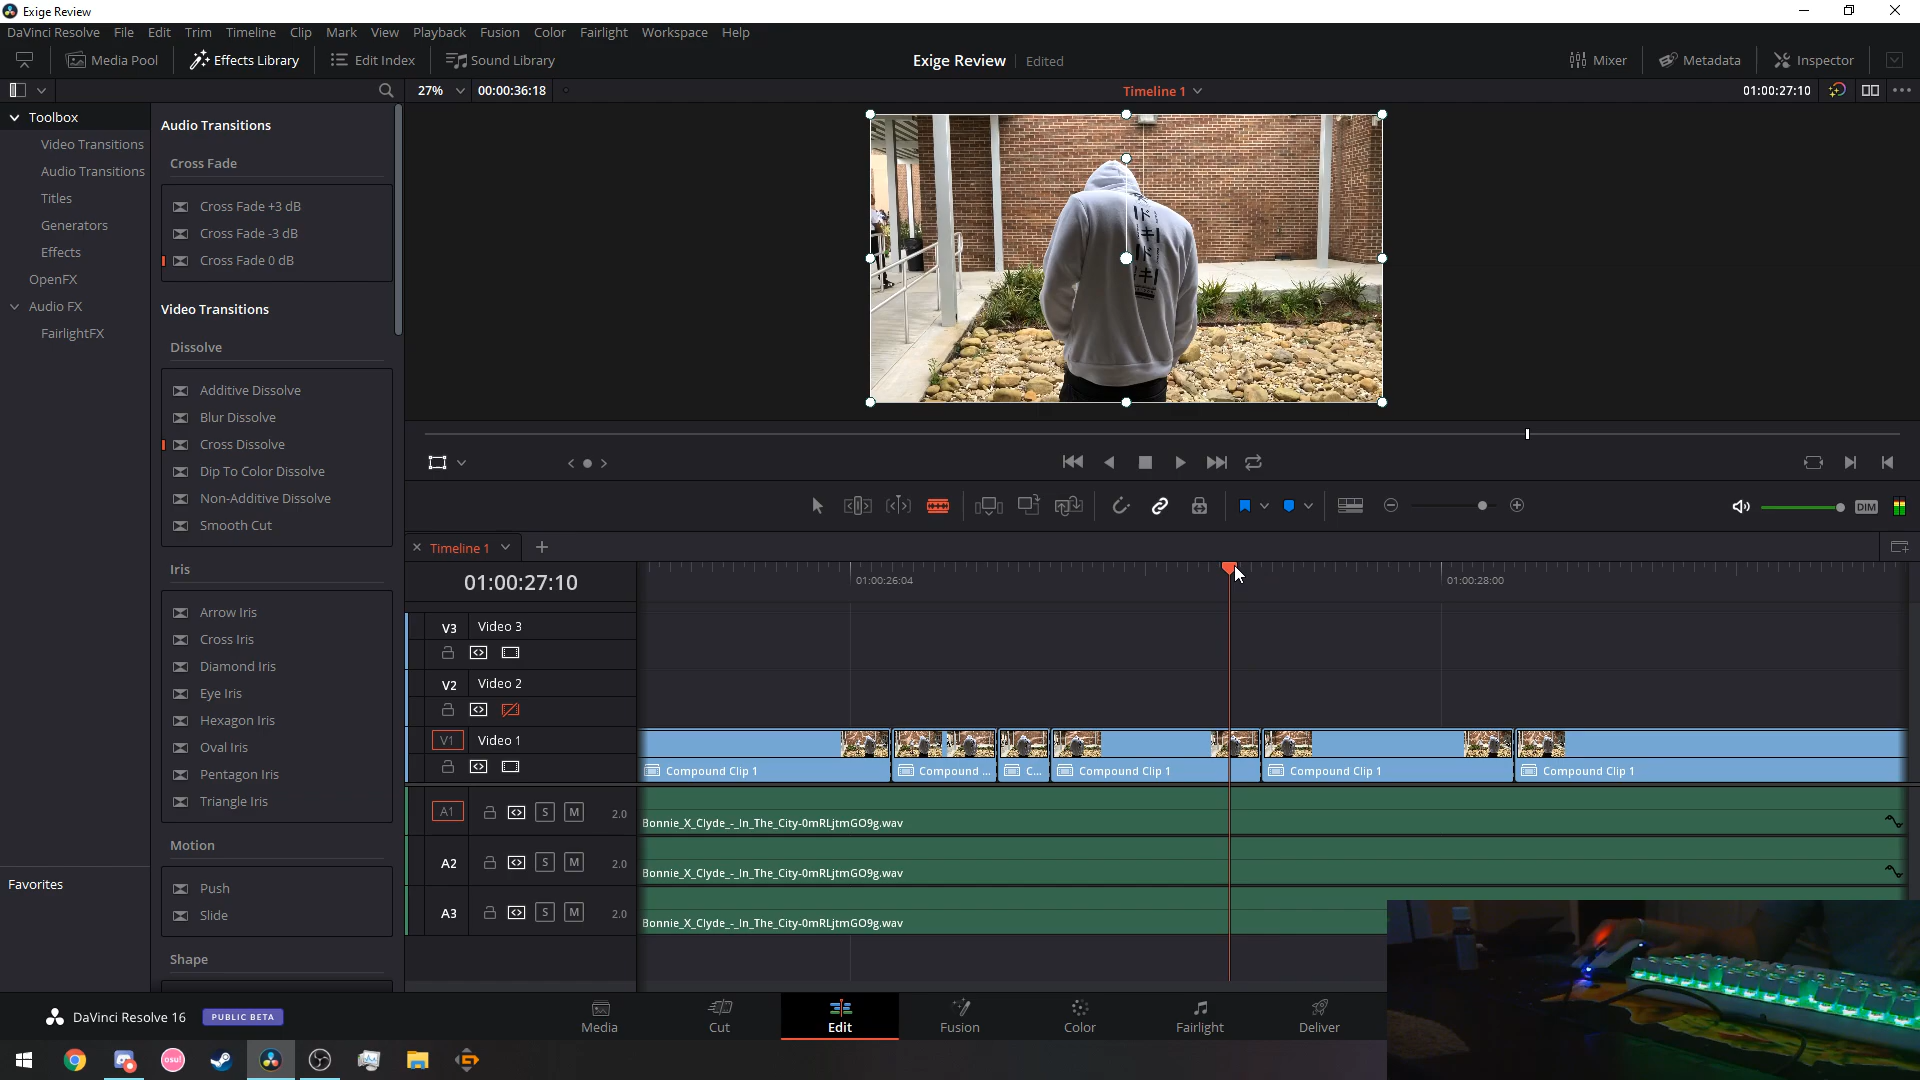 Exige Review
DaVinci Resolve File Edit Trim Timeline Clip Mark View Playback Fusion Color Fairlight Workspace Help
Media Pool Effects Library Edit Index Sound Library Exige Review Edited Mixer Metadata Inspector
27% 00:00:36:18 Timeline 1 01:00:27:10
Toolbox
Video Transitions
Audio Transitions
Titles
Generators
Effects
OpenFX
Audio FX
FairlightFX
Favorites
Audio Transitions
Cross Fade
Cross Fade +3 dB
Cross Fade -3 dB
Cross Fade 0 dB
Video Transitions
Dissolve
Additive Dissolve
Blur Dissolve
Cross Dissolve
Dip To Color Dissolve
Non-Additive Dissolve
Smooth Cut
Iris
Arrow Iris
Cross Iris
Diamond Iris
Eye Iris
Hexagon Iris
Oval Iris
Pentagon Iris
Triangle Iris
Motion
Push
Slide
Shape
ドキドキ
DIM
Timeline 1
01:00:27:10 01:00:26:04 01:00:28:00
V3 Video 3
V2 Video 2
V1 Video 1
Compound Clip 1 Compound ... C... Compound Clip 1 Compound Clip 1 Compound Clip 1
A1 S M 2.0
Bonnie_X_Clyde_-_In_The_City-0mRLjtmGO9g.wav
A2 S M 2.0
Bonnie_X_Clyde_-_In_The_City-0mRLjtmGO9g.wav
A3 S M 2.0
Bonnie_X_Clyde_-_In_The_City-0mRLjtmGO9g.wav
DaVinci Resolve 16 PUBLIC BETA
Media Cut Edit Fusion Color Fairlight Deliver
osu!